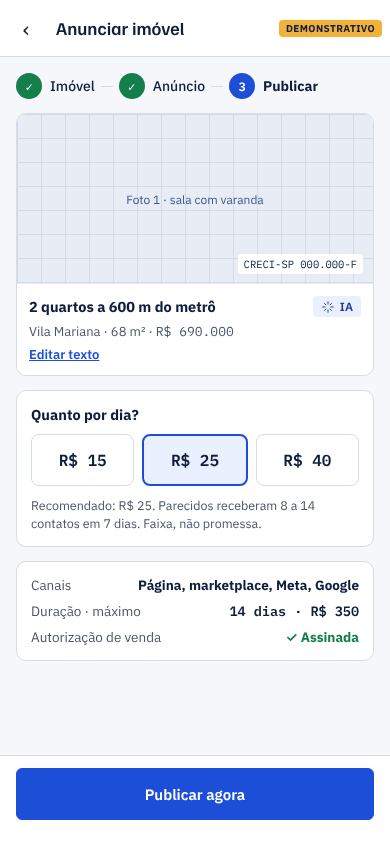 Anunciar imóvel
DEMONSTRATIVO
✓ Imóvel
✓ Anúncio
3 Publicar
Foto 1 · sala com varanda
CRECI-SP 000.000-F
2 quartos a 600 m do metrô
IA
Vila Mariana · 68 m² · R$ 690.000
Editar texto
Quanto por dia?
R$ 15
R$ 25
R$ 40
Recomendado: R$ 25. Parecidos receberam 8 a 14
contatos em 7 dias. Faixa, não promessa.
Canais
Página, marketplace, Meta, Google
Duração · máximo
14 dias · R$ 350
Autorização de venda
✓ Assinada
Publicar agora